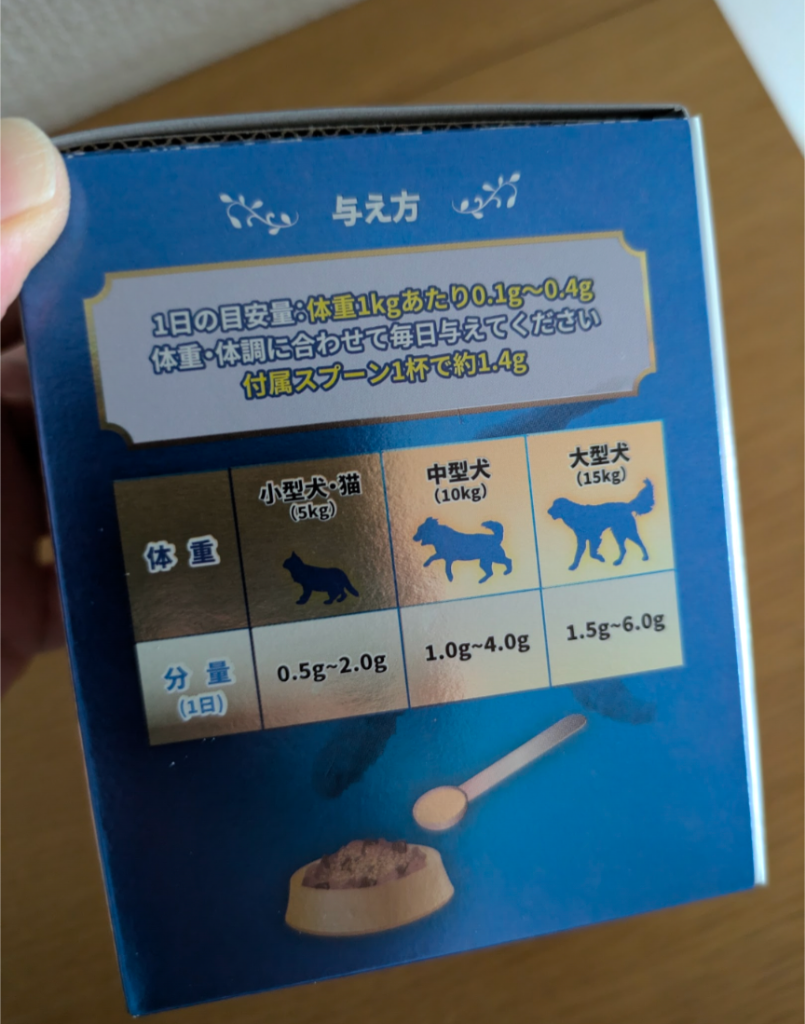 与え方
1日の目安量:体重1kgあたり0.1g〜0.4g
体重・体調に合わせて毎日与えてください
付属スプーン1杯で約1.4g
体重
小型犬・猫
(5kg)
中型犬
(10kg)
大型犬
(15kg)
分量
(1日)
0.5g~2.0g
1.0g~4.0g
1.5g~6.0g